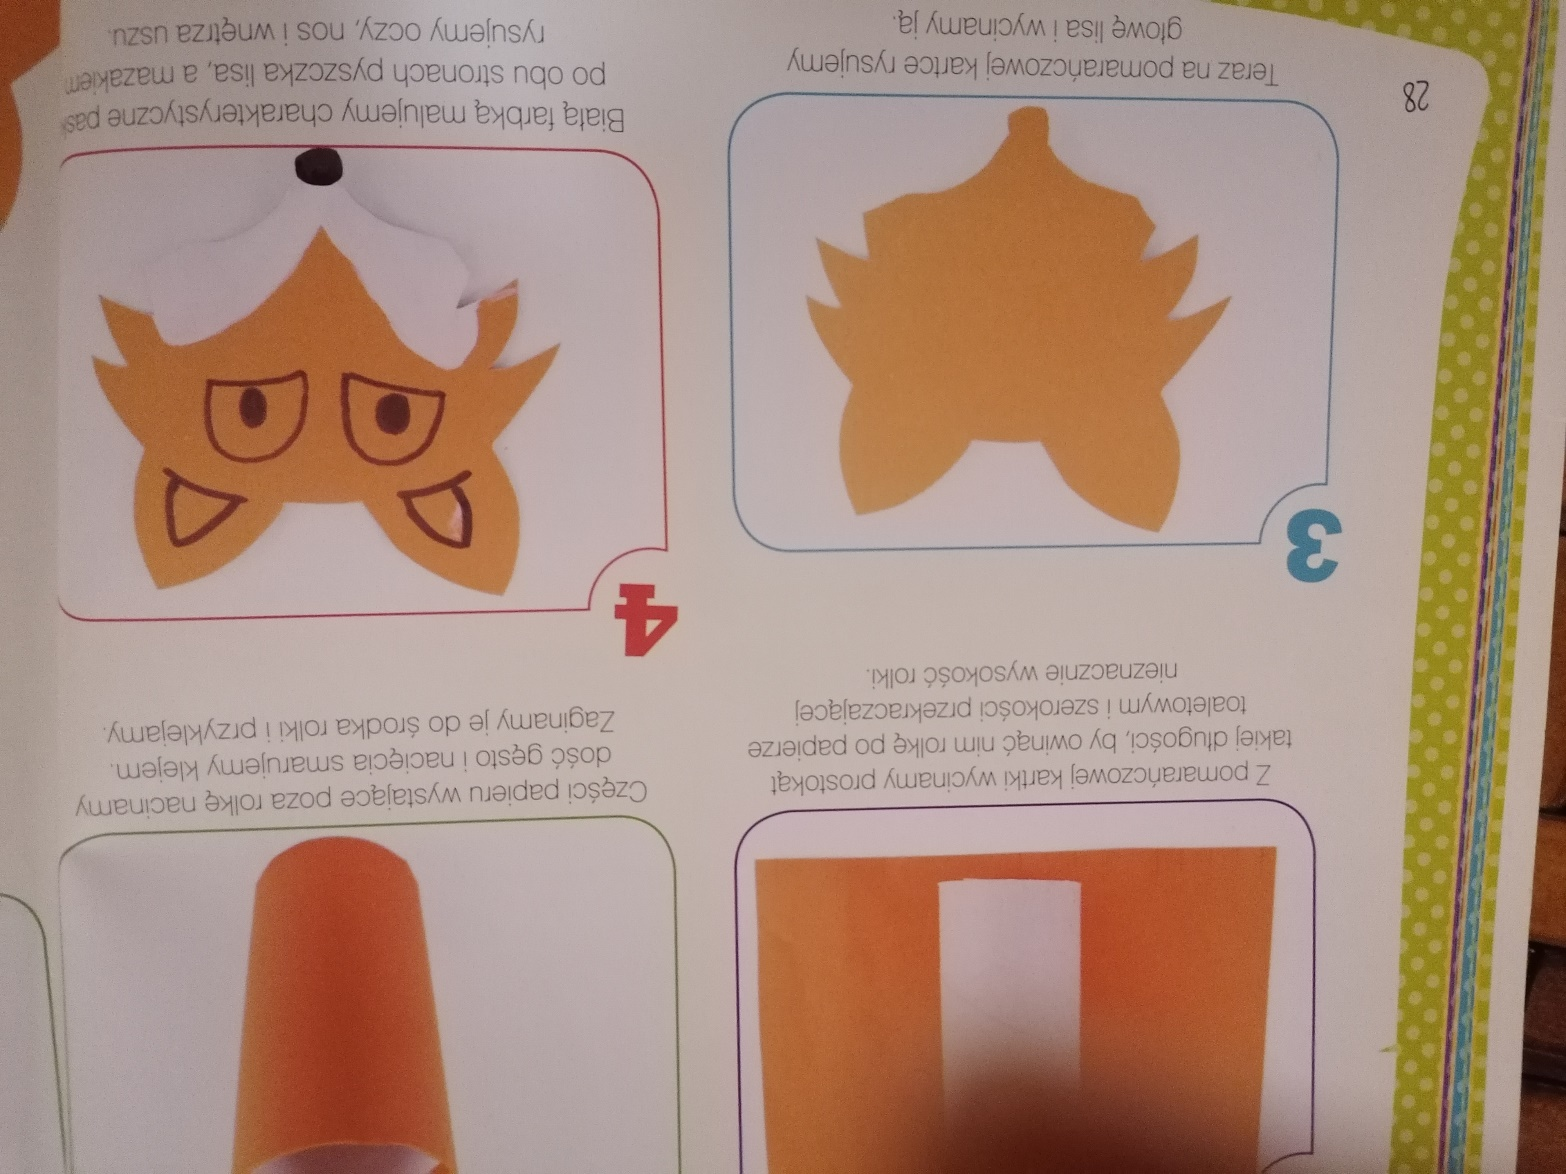 Z pomarańczowej kartki wycinamy prostokąt
takiej długości, by owinąć nim rolkę po papierze
toaletowym i szerokości przekraczającej
nieznacznie wysokość rolki.
Części papieru wystające poza rolkę nacinamy
dość gęsto i nacięcia smarujemy klejem.
Zaginamy je do środka rolki i przyklejamy.
3
Teraz na pomarańczowej kartce rysujemy
głowę lisa i wycinamy ją.
4
Białą farbką malujemy charakterystyczne
po obu stronach pyszczka lisa, a mazakiem
rysujemy oczy, nos i wnętrza uszu.
28